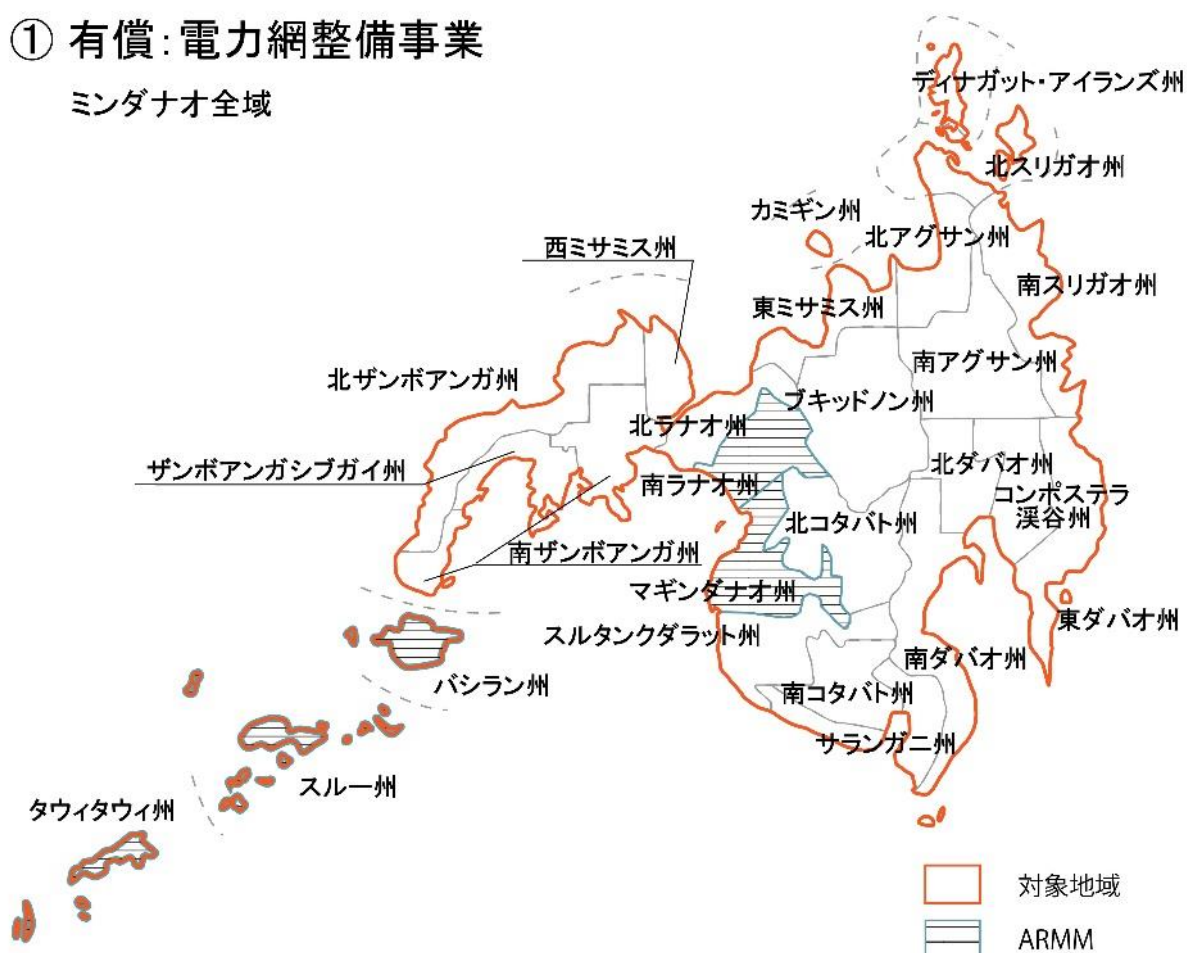 ① 有償：電力網整備事業
ミンダナオ全域
ディナガット・アイランズ州
北スリガオ州
カミギン州
北アグサン州
西ミサミス州
南スリガオ州
東ミサミス州
南アグサン州
北ザンボアンガ州
ブキッドノン州
北ラナオ州
ザンボアンガシブガイ州
北ダバオ州
南ラナオ州
コンポステラ
渓谷州
北コタバト州
南ザンボアンガ州
マギンダナオ州
東ダバオ州
スルタンクダラット州
南ダバオ州
バシラン州
南コタバト州
サランガニ州
スールー州
タウィタウィ州
対象地域
ARMM